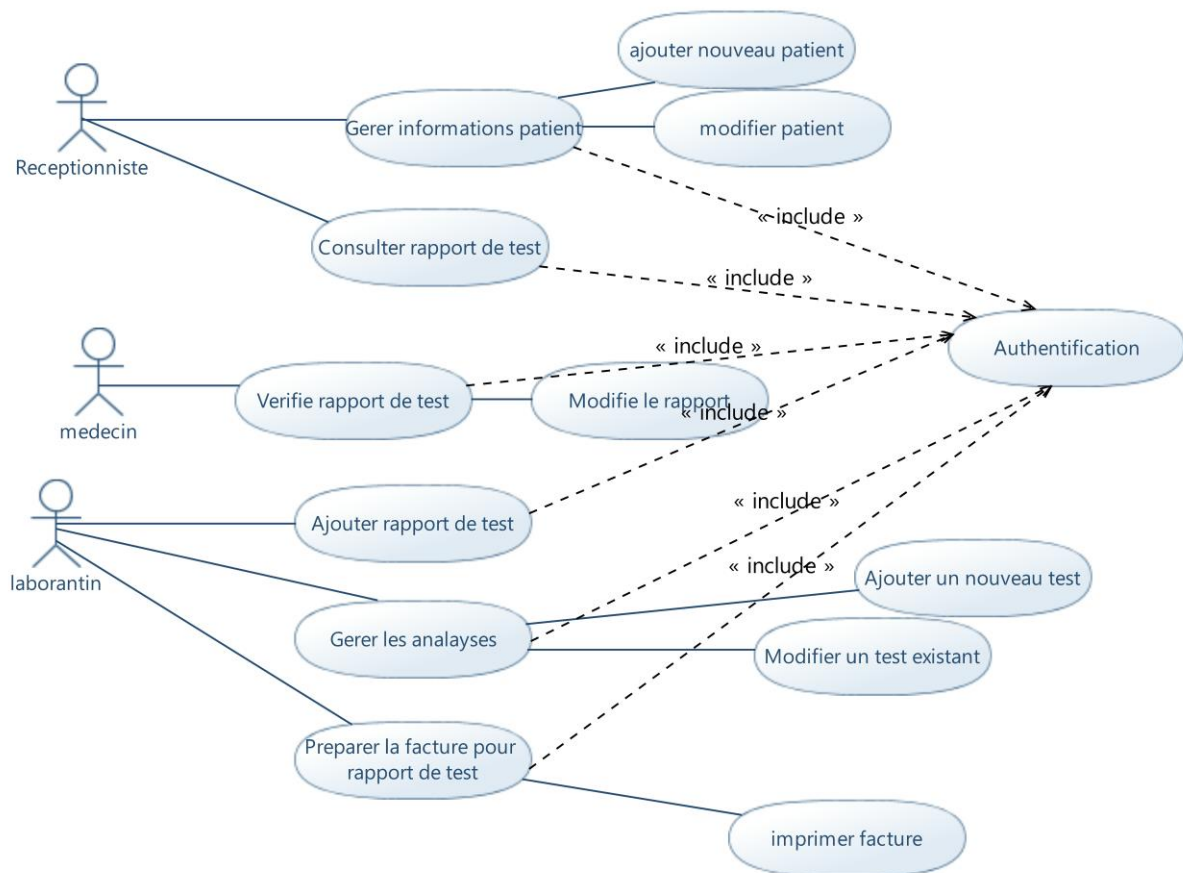 ajouter nouveau patient
Gerer informations patient
modifier patient
Receptionniste
« include »
Consulter rapport de test
« include »
« include »
Authentification
medecin
Verifie rapport de test
Modifie le rapport
« include »
« include »
laborantin
Ajouter rapport de test
« include »
Ajouter un nouveau test
Gerer les analayses
Modifier un test existant
Preparer la facture pour
rapport de test
imprimer facture